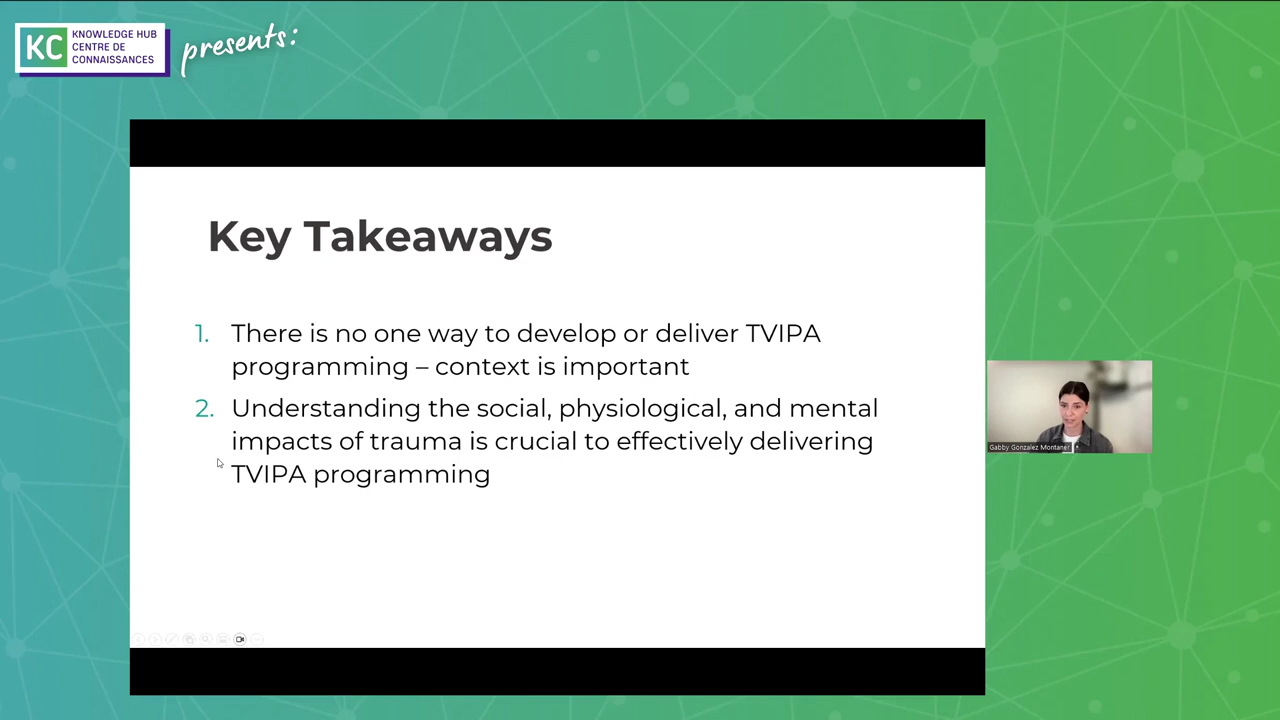 KC
KNOWLEDGE HUB
CENTRE DE
CONNAISSANCES
presents:
Key Takeaways
1. There is no one way to develop or deliver TVIPA
programming – context is important
2. Understanding the social, physiological, and mental
impacts of trauma is crucial to effectively delivering
TVIPA programming
Gabby Gonzalez Montaner